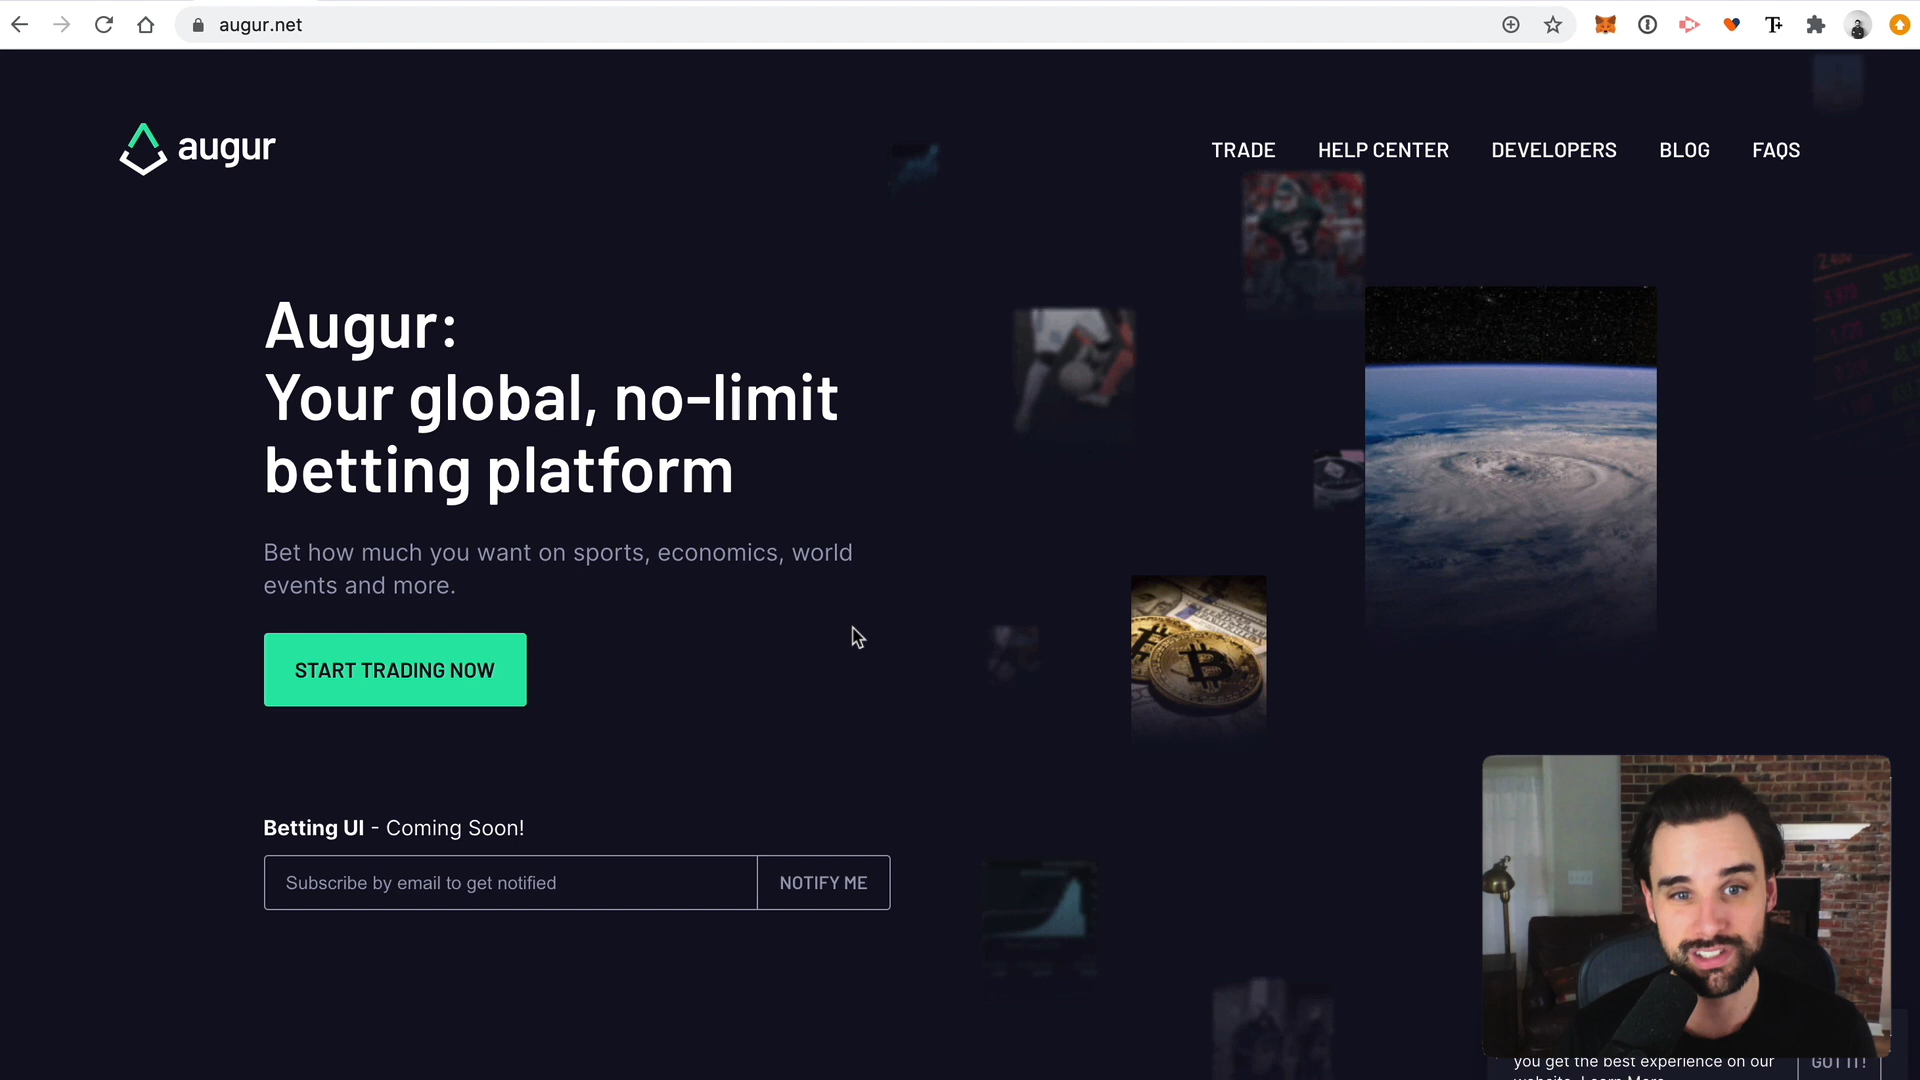 augur.net
augur
TRADE
HELP CENTER
DEVELOPERS
BLOG
FAQS
Augur:
Your global, no-limit
betting platform
Bet how much you want on sports, economics, world
events and more.
START TRADING NOW
Betting UI - Coming Soon!
Subscribe by email to get notified
NOTIFY ME
you get the best experience on our
GOT IT!